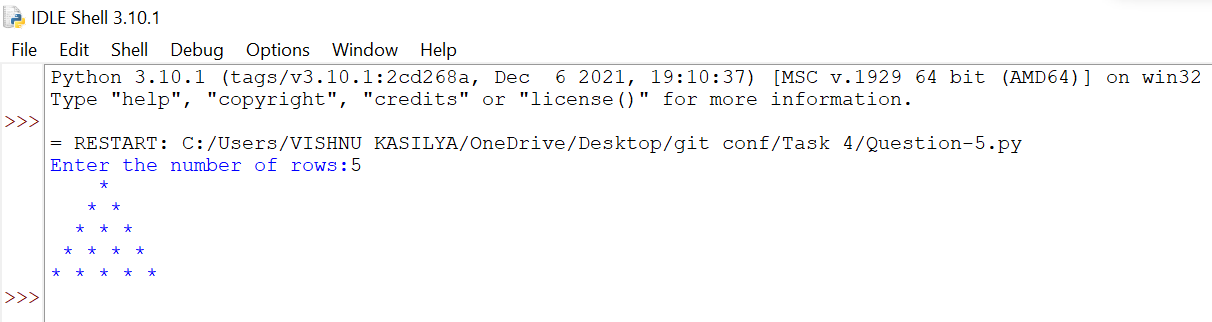 IDLE Shell 3.10.1
File Edit Shell Debug Options Window Help
Python 3.10.1 (tags/v3.10.1:2cd268a, Dec  6 2021, 19:10:37) [MSC v.1929 64 bit (AMD64)] on win32
Type "help", "copyright", "credits" or "license()" for more information.
>>>
= RESTART: C:/Users/VISHNU KASILYA/OneDrive/Desktop/git conf/Task 4/Question-5.py
Enter the number of rows:5
    *
   * *
  * * *
 * * * *
* * * * *
>>>